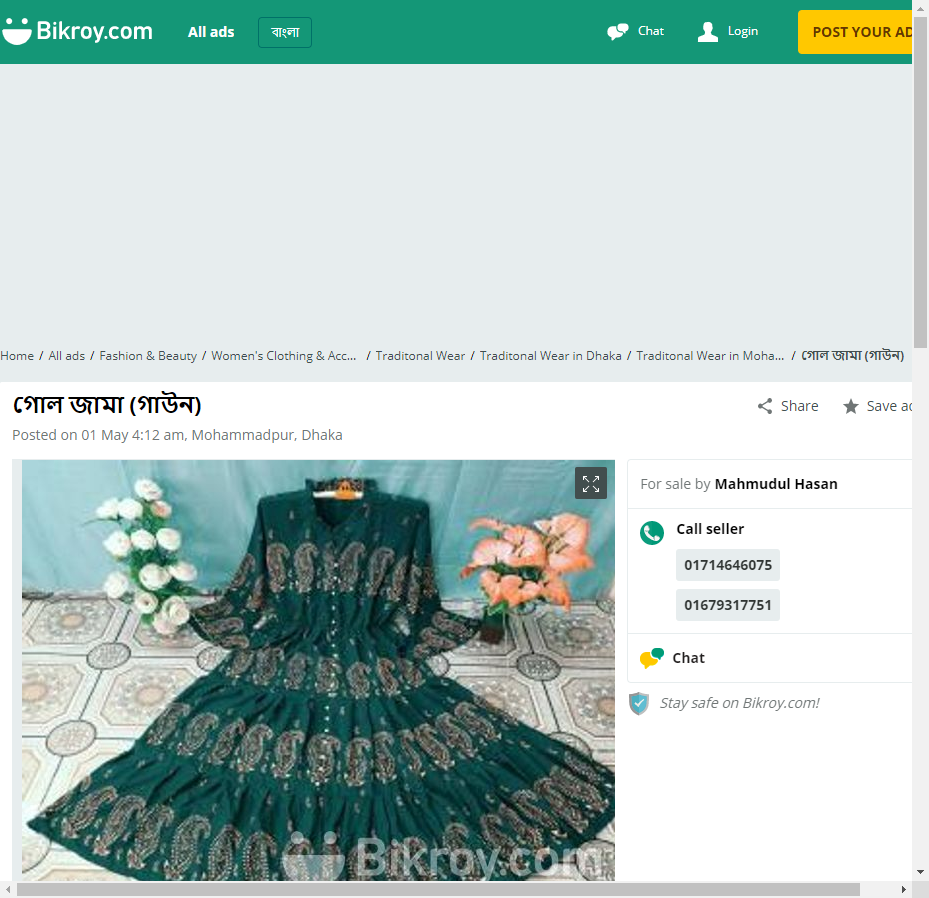 Bikroy.com All ads বাংলা Chat Login POST YOUR AD
Home / All ads / Fashion & Beauty / Women's Clothing & Acc... / Traditonal Wear / Traditonal Wear in Dhaka / Traditonal Wear in Moha... / গোল জামা (গাউন)
গোল জামা (গাউন)
Share Save ad
Posted on 01 May 4:12 am, Mohammadpur, Dhaka
For sale by Mahmudul Hasan
Call seller
01714646075
01679317751
Chat
Stay safe on Bikroy.com!
Bikroy.com